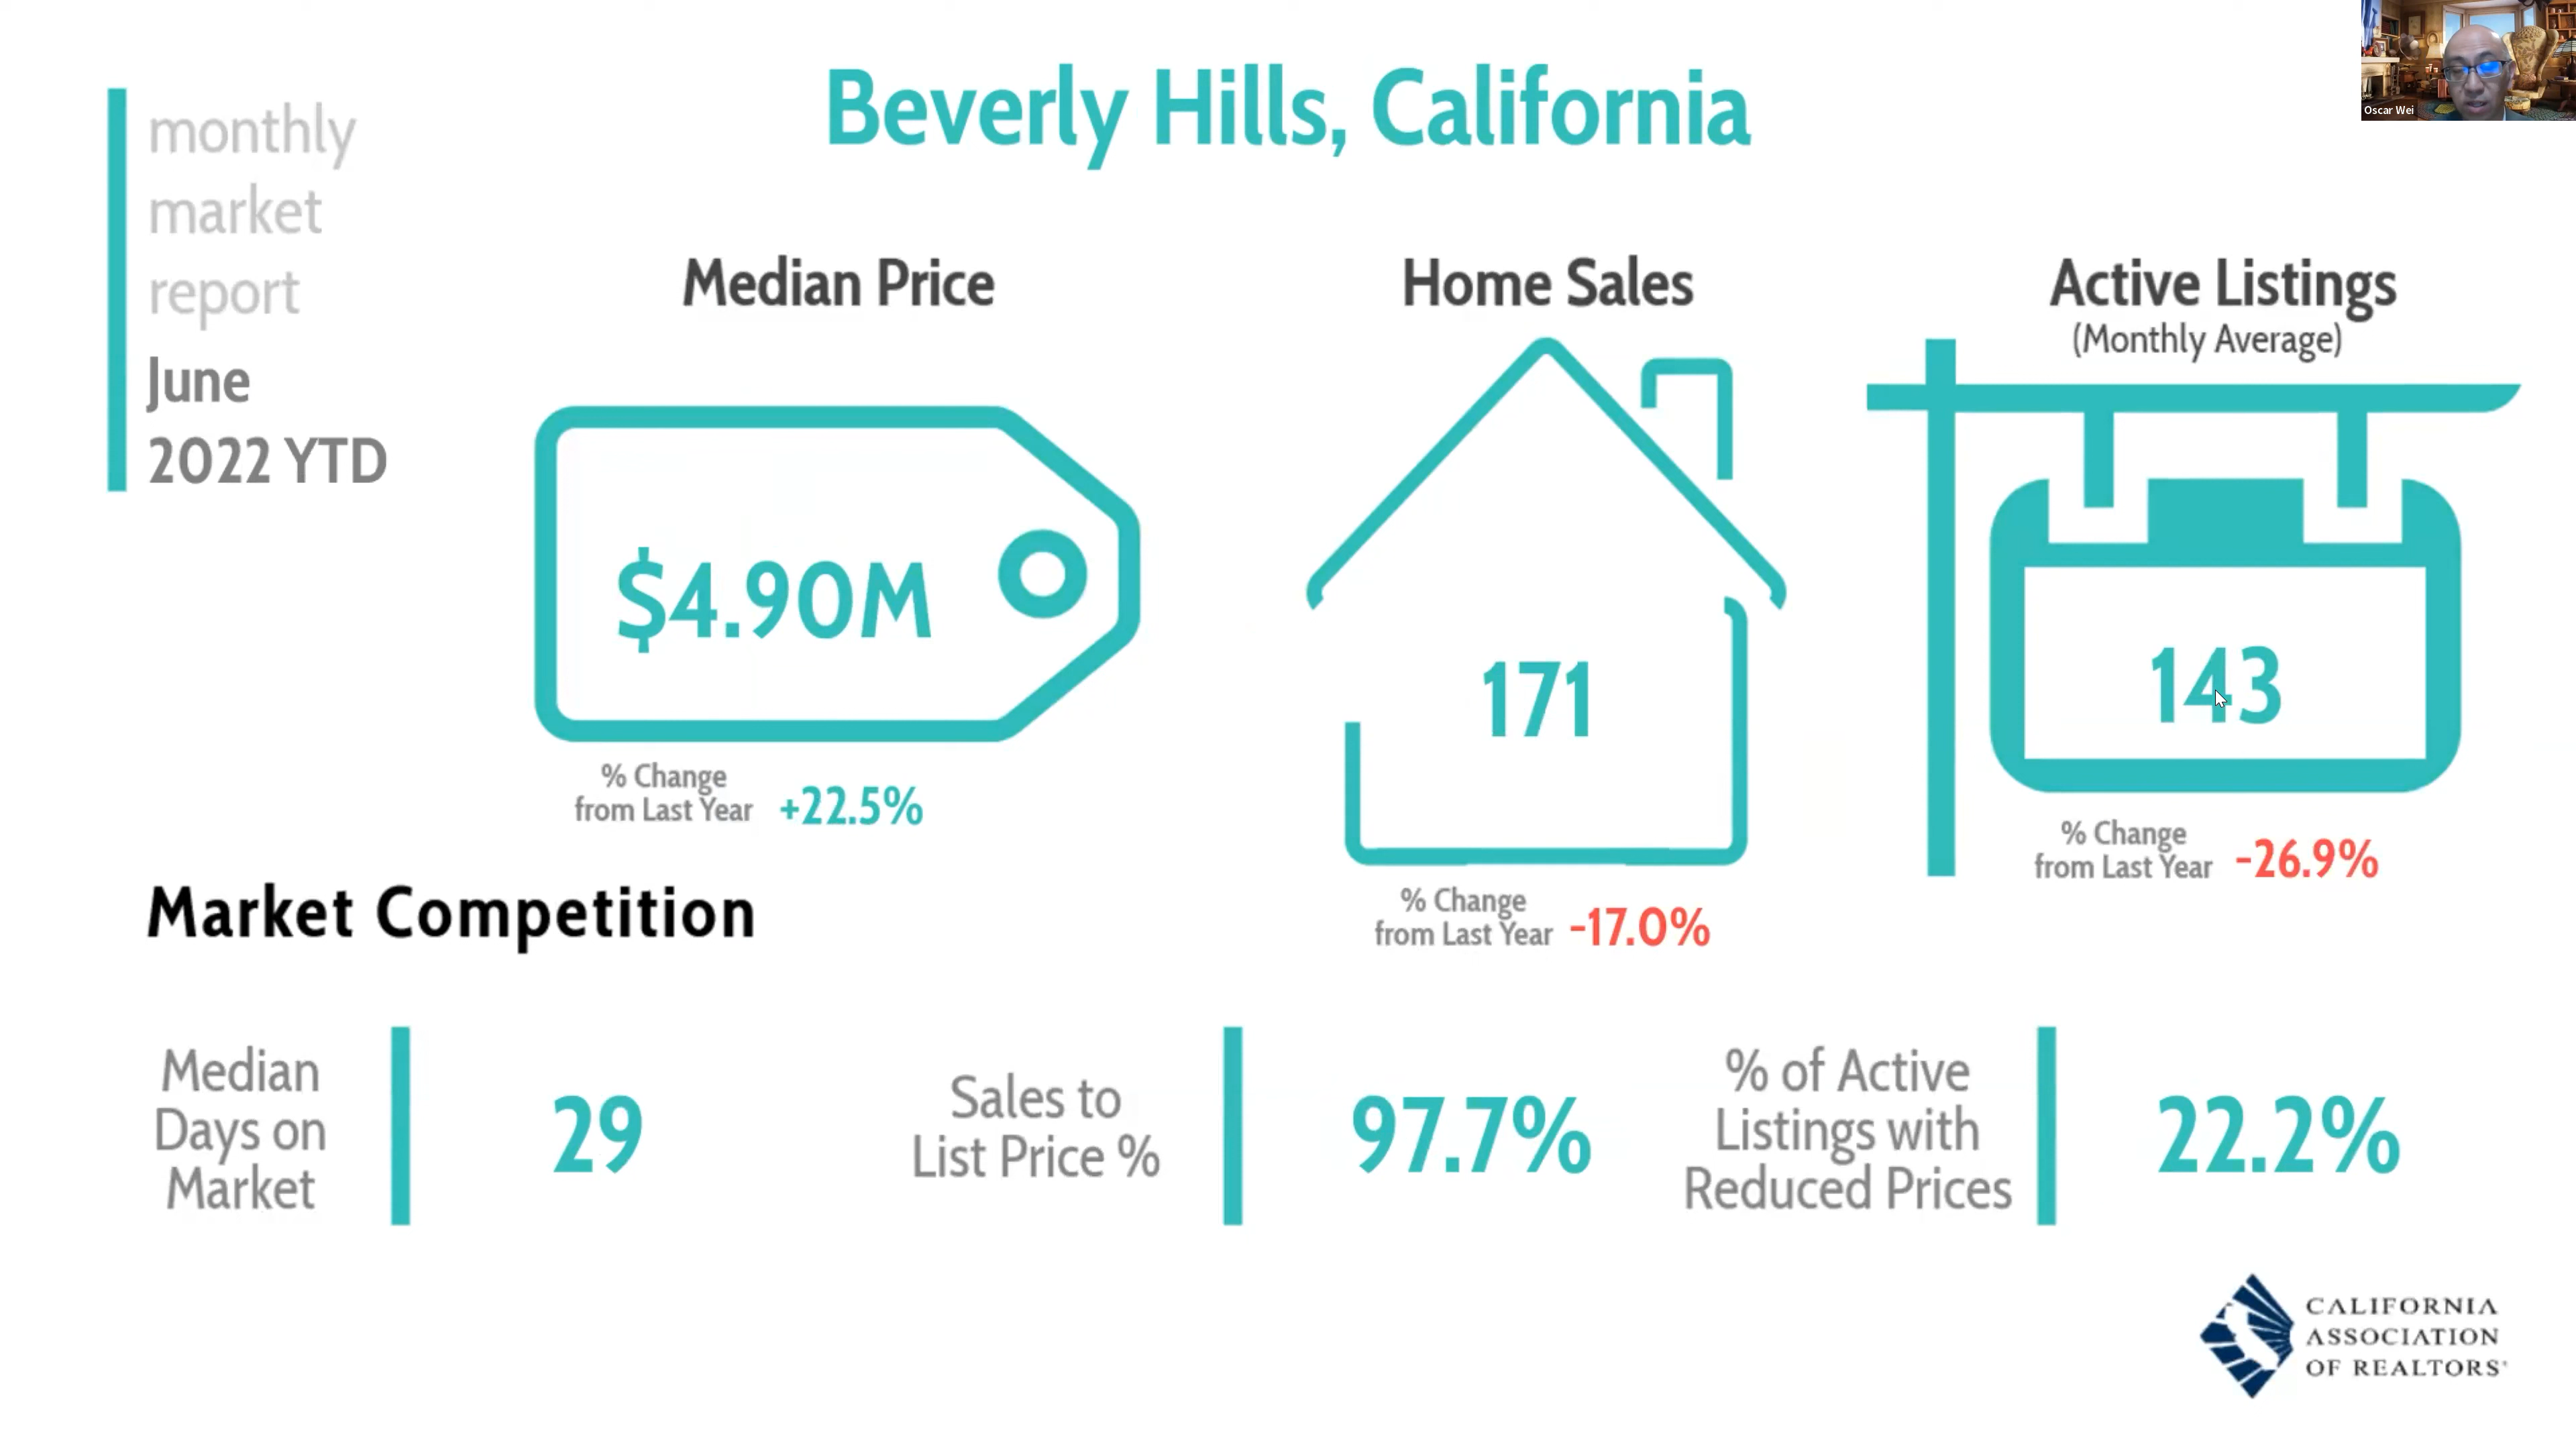 Beverly Hills, California
Oscar Wei
monthly
market
report
June
2022 YTD
Median Price
$4.90M
% Change
from Last Year
+22.5%
Home Sales
171
% Change
from Last Year
-17.0%
Active Listings
(Monthly Average)
143
% Change
from Last Year
-26.9%
Market Competition
Median
Days on
Market
29
Sales to
List Price %
97.7%
% of Active
Listings with
Reduced Prices
22.2%
CALIFORNIA
ASSOCIATION
OF REALTORS®